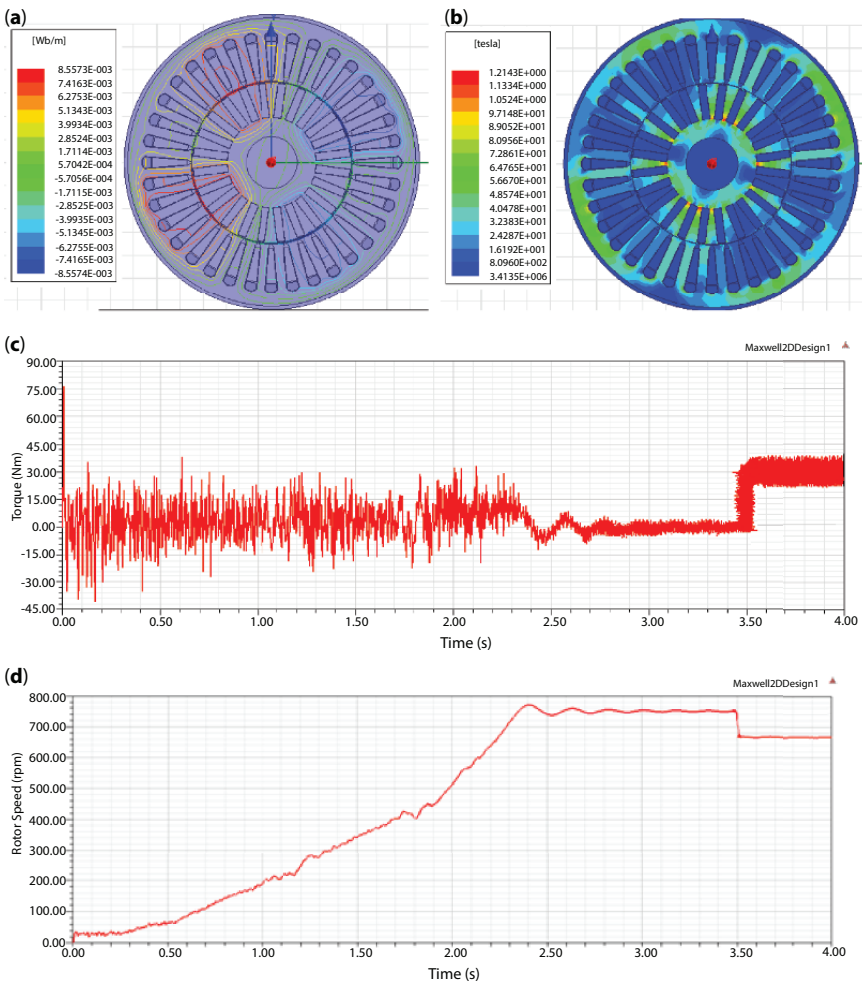 (a)
[Wb/m]
8.5573E-003
7.4163E-003
6.2753E-003
5.1343E-003
3.9934E-003
2.8524E-003
1.7114E-003
5.7042E-004
-5.7056E-004
-1.7115E-003
-2.8525E-003
-3.9935E-003
-5.1345E-003
-6.2755E-003
-7.4165E-003
-8.5574E-003
(b)
[tesla]
1.2143E+000
1.1334E+000
1.0524E+000
9.7148E+001
8.9052E+001
8.0956E+001
7.2861E+001
6.4765E+001
5.6670E+001
4.8574E+001
4.0478E+001
3.2383E+001
2.4287E+001
1.6192E+001
8.0960E+002
3.4135E+006
(c)
Maxwell2DDesign1
Torque (Nm)
90.00
75.00
60.00
45.00
30.00
15.00
0.00
-15.00
-30.00
-45.00
0.00 0.50 1.00 1.50 2.00 2.50 3.00 3.50 4.00
Time (s)
(d)
Maxwell2DDesign1
Rotor Speed (rpm)
800.00
700.00
600.00
500.00
400.00
300.00
200.00
100.00
0.00
0.00 0.50 1.00 1.50 2.00 2.50 3.00 3.50 4.00
Time (s)